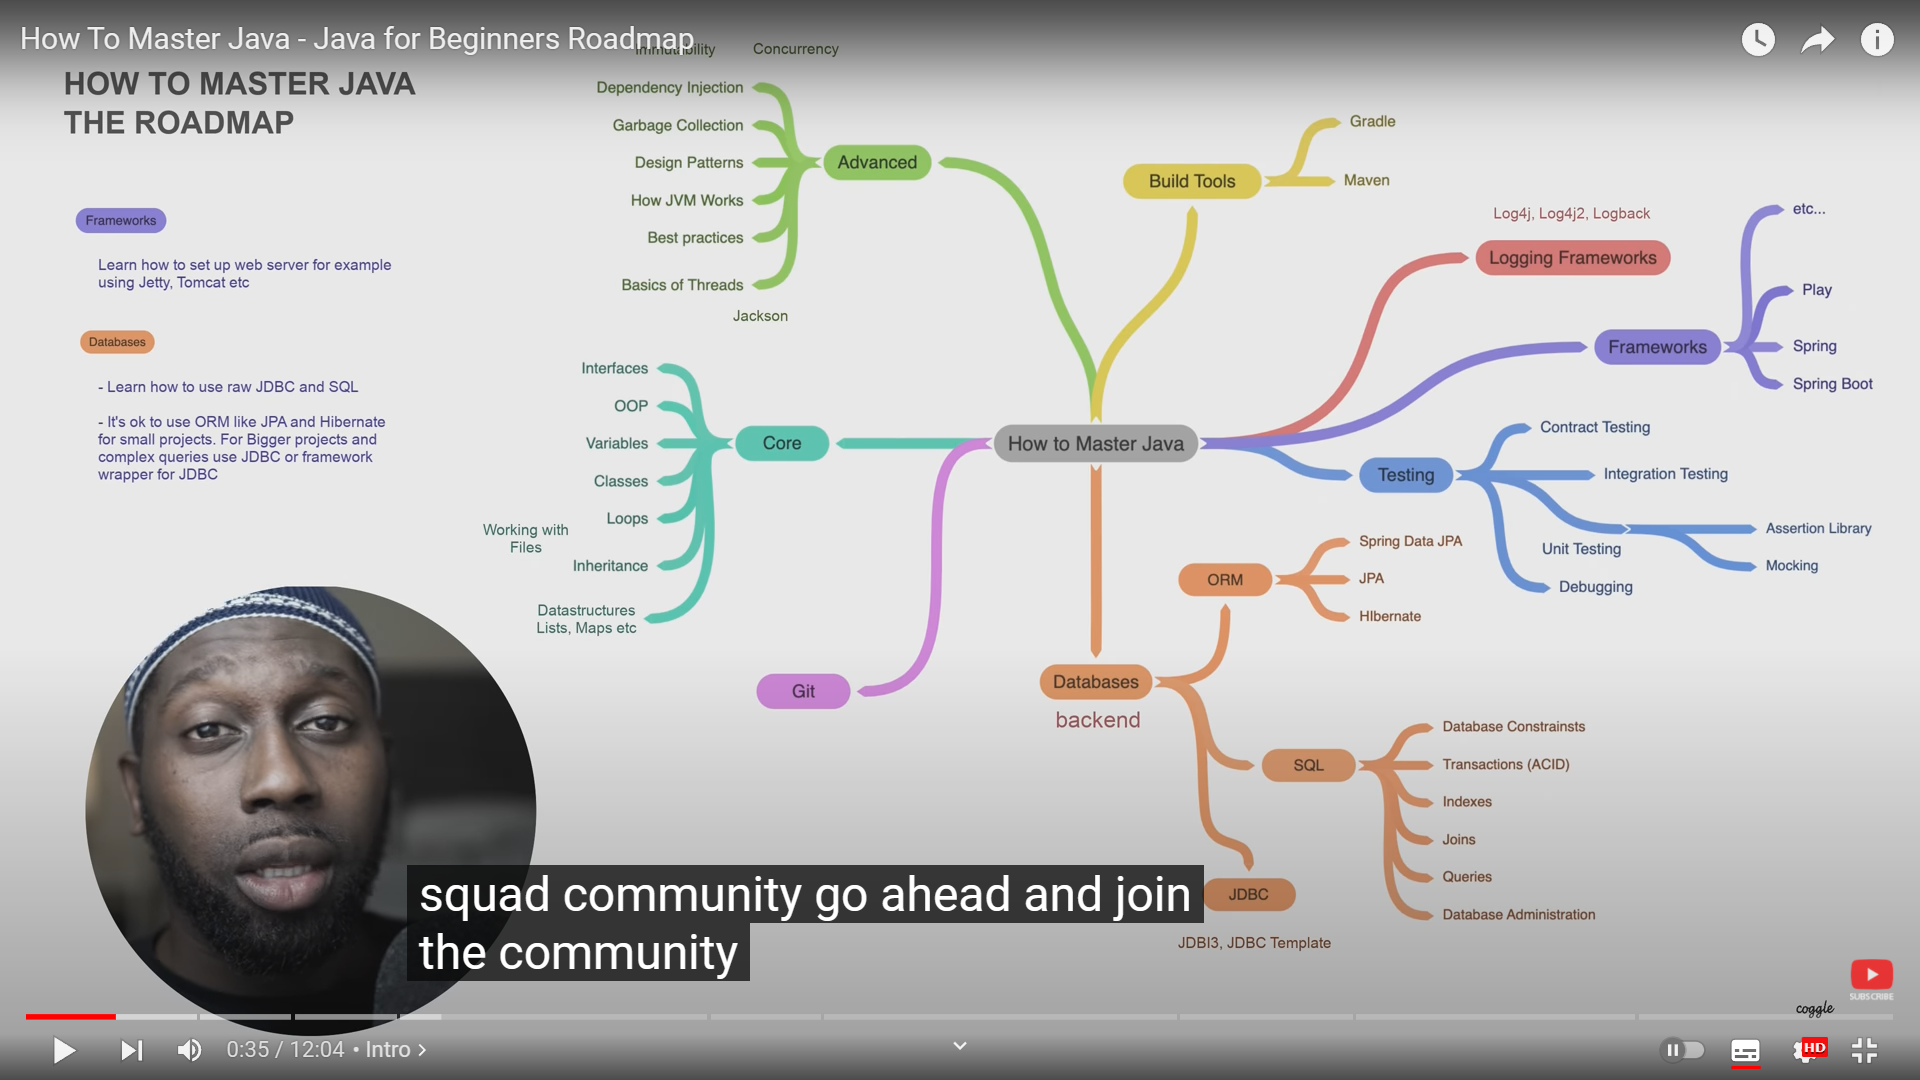 How To Master Java - Java for Beginners Roadmap
Immutability
Concurrency
HOW TO MASTER JAVA
THE ROADMAP
Frameworks
Learn how to set up web server for example
using Jetty, Tomcat etc
Databases
- Learn how to use raw JDBC and SQL
- It's ok to use ORM like JPA and Hibernate
for small projects. For Bigger projects and
complex queries use JDBC or framework
wrapper for JDBC
Dependency Injection
Garbage Collection
Design Patterns
How JVM Works
Best practices
Basics of Threads
Jackson
Advanced
Build Tools
Gradle
Maven
Log4j, Log4j2, Logback
Logging Frameworks
Frameworks
etc...
Play
Spring
Spring Boot
Interfaces
OOP
Variables
Classes
Loops
Working with
Files
Inheritance
Datastructures
Lists, Maps etc
Core
How to Master Java
Testing
Contract Testing
Integration Testing
Unit Testing
Assertion Library
Mocking
Debugging
Git
Databases
backend
ORM
Spring Data JPA
JPA
HIbernate
SQL
Database Constrainsts
Transactions (ACID)
Indexes
Joins
Queries
Database Administration
JDBC
JDBI3, JDBC Template
squad community go ahead and join
the community
SUBSCRIBE
coggle
0:35 / 12:04 • Intro
HD